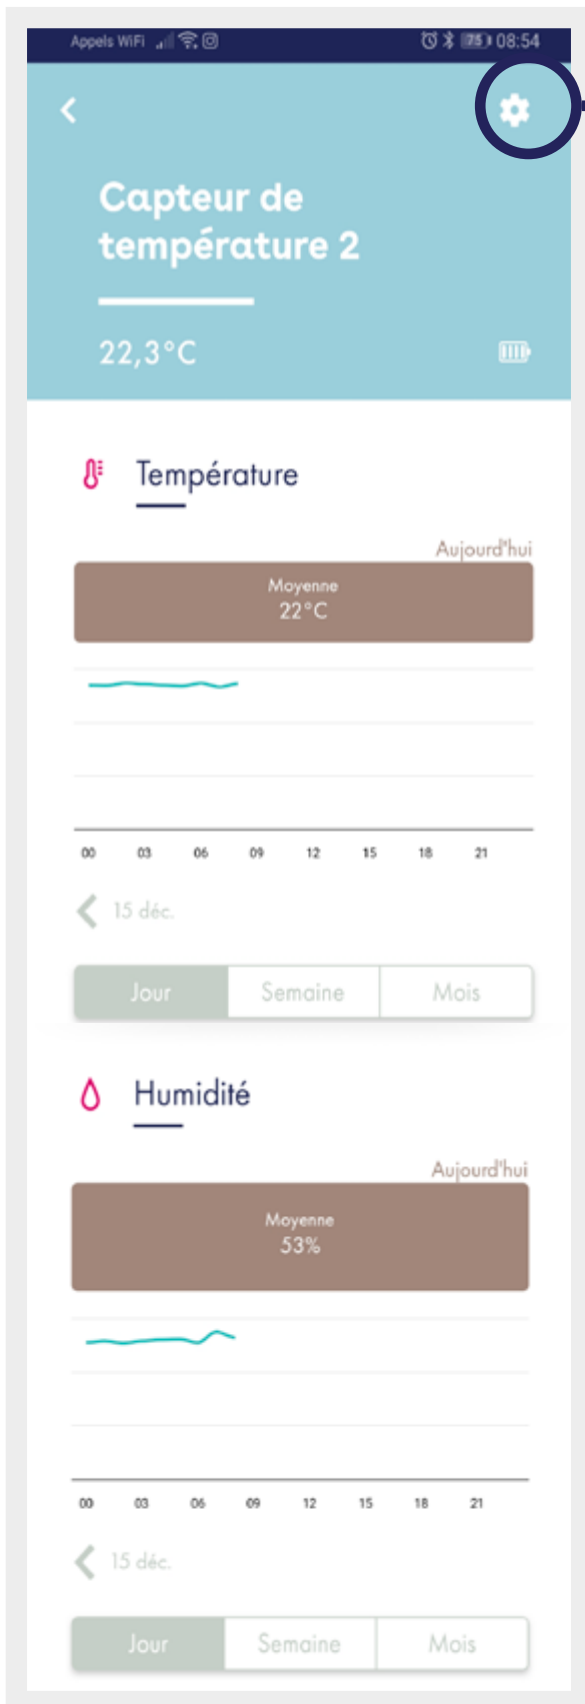 Appels WiFi 75 08:54
Capteur de
température 2
22,3°C
Température
Aujourd'hui
Moyenne
22°C
00 03 06 09 12 15 18 21
15 déc.
Jour Semaine Mois
Humidité
Aujourd'hui
Moyenne
53%
00 03 06 09 12 15 18 21
15 déc.
Jour Semaine Mois